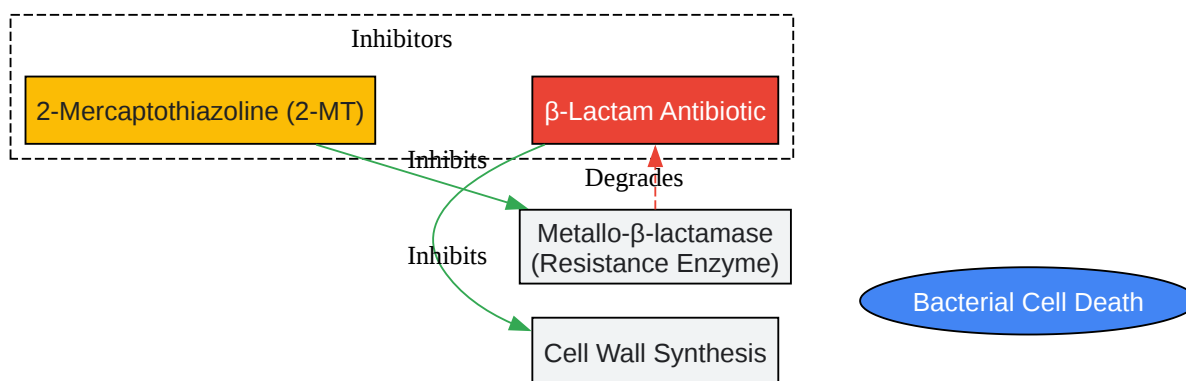 Inhibitors
2-Mercaptothiazoline (2-MT)
β-Lactam Antibiotic
Inhibits
Degrades
Metallo-β-lactamase
(Resistance Enzyme)
Inhibits
Bacterial Cell Death
Cell Wall Synthesis